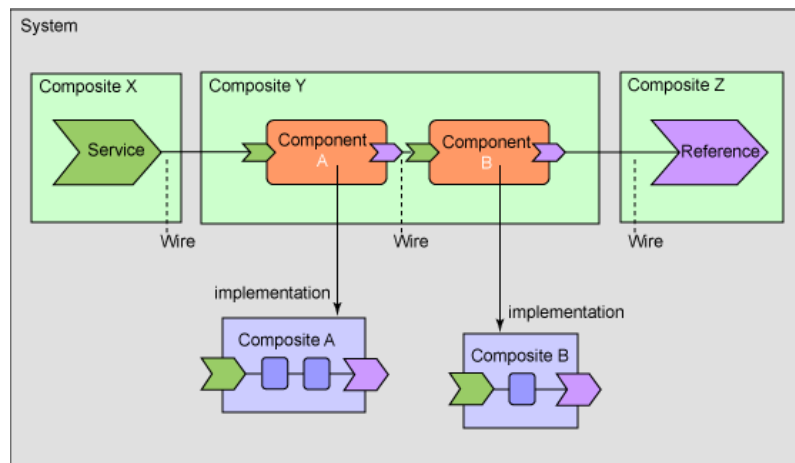 System
Composite X
Composite Y
Composite Z
Service
Component
A
Component
B
Reference
Wire
Wire
Wire
implementation
implementation
Composite A
Composite B